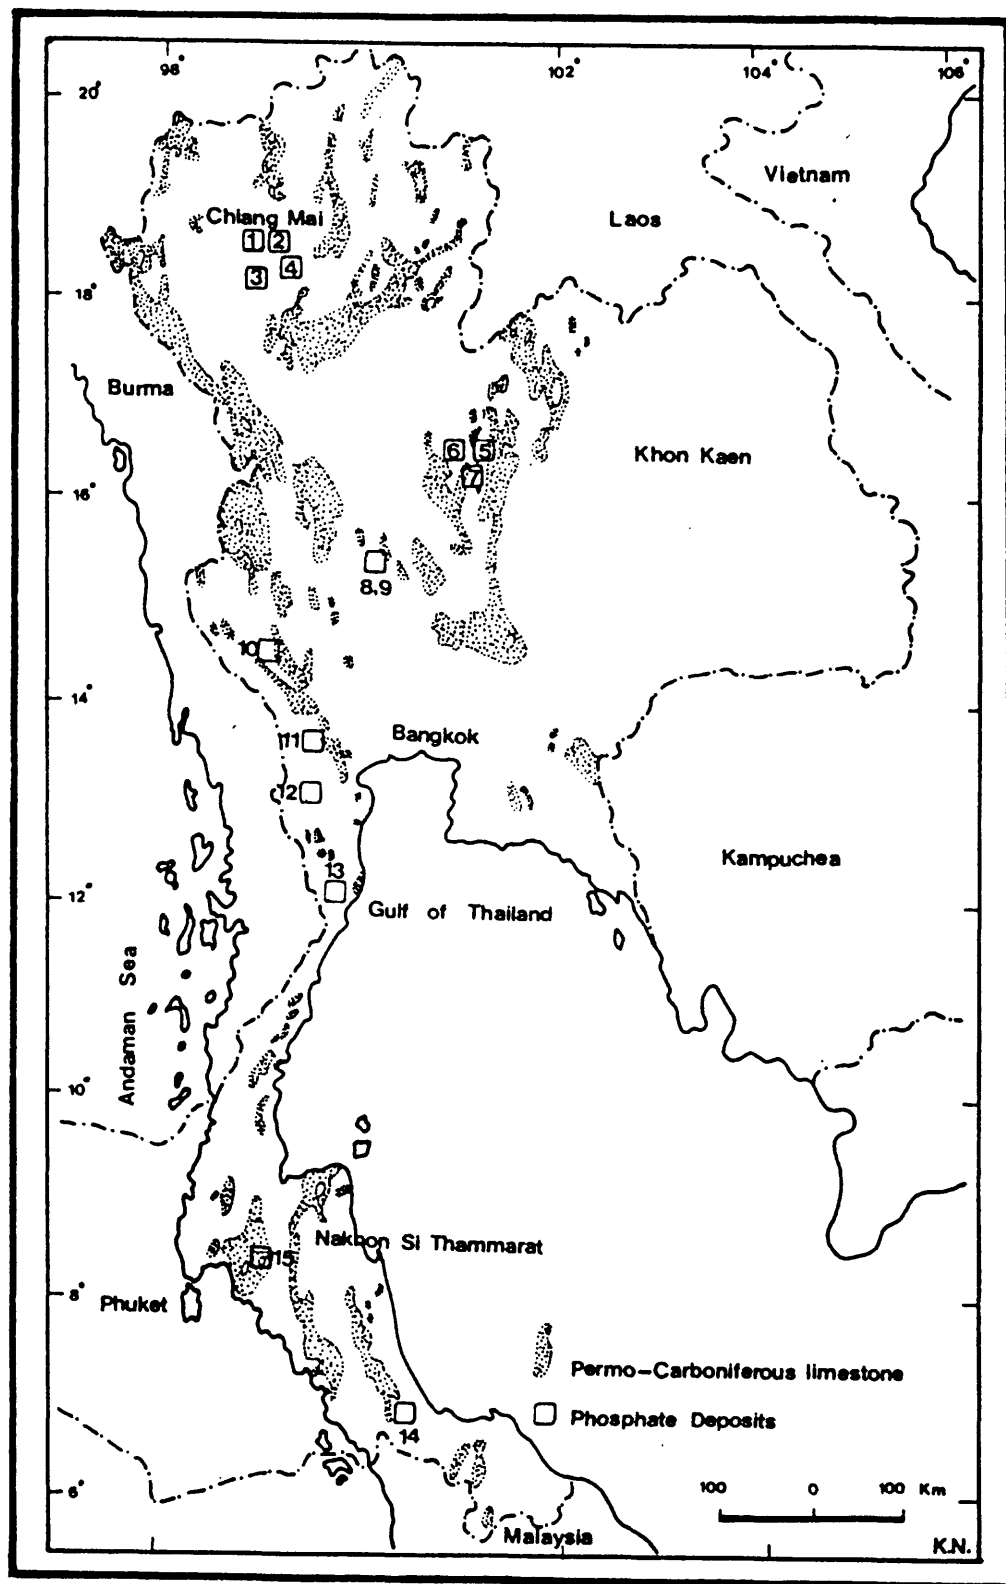 98°
102°
104°
106°
20°
Vietnam
Laos
Chiang Mai
1
2
4
3
18°
Burma
Khon Kaen
6
5
7
16°
8,9
10
14°
Bangkok
11
12
Kampuchea
13
12°
Gulf of Thailand
Andaman Sea
10°
Nakhon Si Thammarat
15
8°
Phuket
Permo-Carboniferous limestone
Phosphate Deposits
14
100 0 100 Km
6°
Malaysia
K.N.